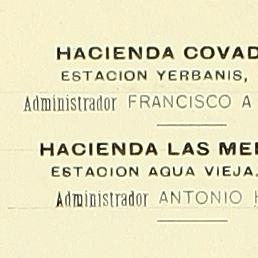 HACIENDA COVAD
ESTACION YERBANIS,
Administrador FRANCISCO A
HACIENDA LAS MER
ESTACION AGUA VIEJA,
Administrador ANTONIO